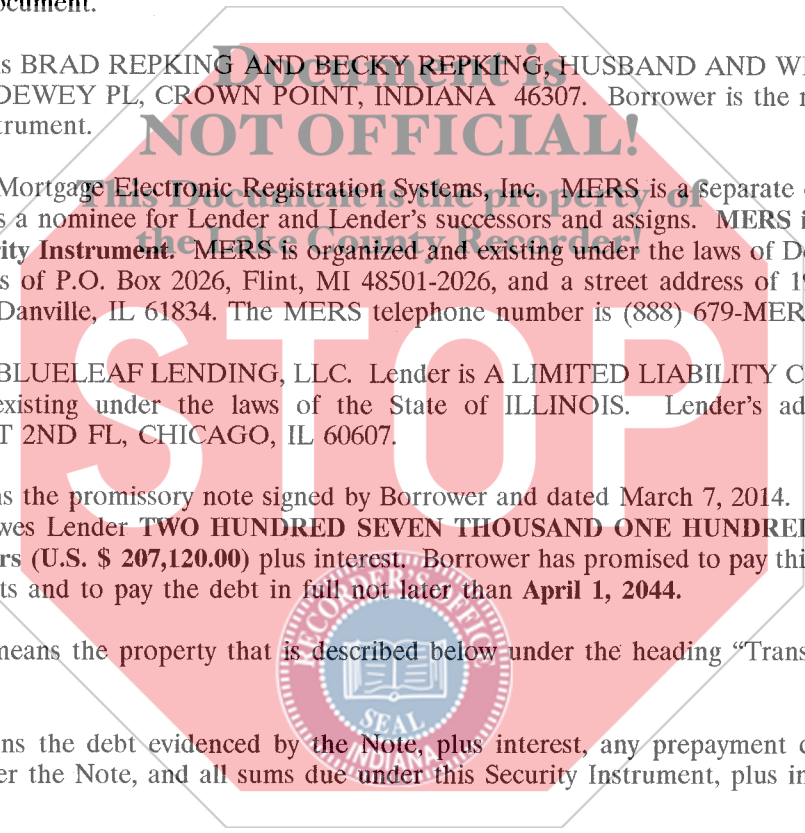 ocument.
Document is
s BRAD REPKING AND BECKY REPKING, HUSBAND AND WI
DEWEY PL, CROWN POINT, INDIANA 46307. Borrower is the
trument.
NOT OFFICIAL!
This Document is the property of
the Lake County Recorder!
Mortgage Electronic Registration Systems, Inc. MERS is a separate
s a nominee for Lender and Lender's successors and assigns. MERS i
ity Instrument. MERS is organized and existing under the laws of De
s of P.O. Box 2026, Flint, MI 48501-2026, and a street address of 19
Danville, IL 61834. The MERS telephone number is (888) 679-MER
STOP
BLUELEAF LENDING, LLC. Lender is A LIMITED LIABILITY C
existing under the laws of the State of ILLINOIS. Lender's ad
T 2ND FL, CHICAGO, IL 60607.
ns the promissory note signed by Borrower and dated March 7, 2014.
wes Lender TWO HUNDRED SEVEN THOUSAND ONE HUNDRED
rs (U.S. $ 207,120.00) plus interest. Borrower has promised to pay thi
ts and to pay the debt in full not later than April 1, 2044.
RECORDER'S OFFICE
SEAL
INDIANA
means the property that is described below under the heading “Trans
ns the debt evidenced by the Note, plus interest, any prepayment c
er the Note, and all sums due under this Security Instrument, plus in